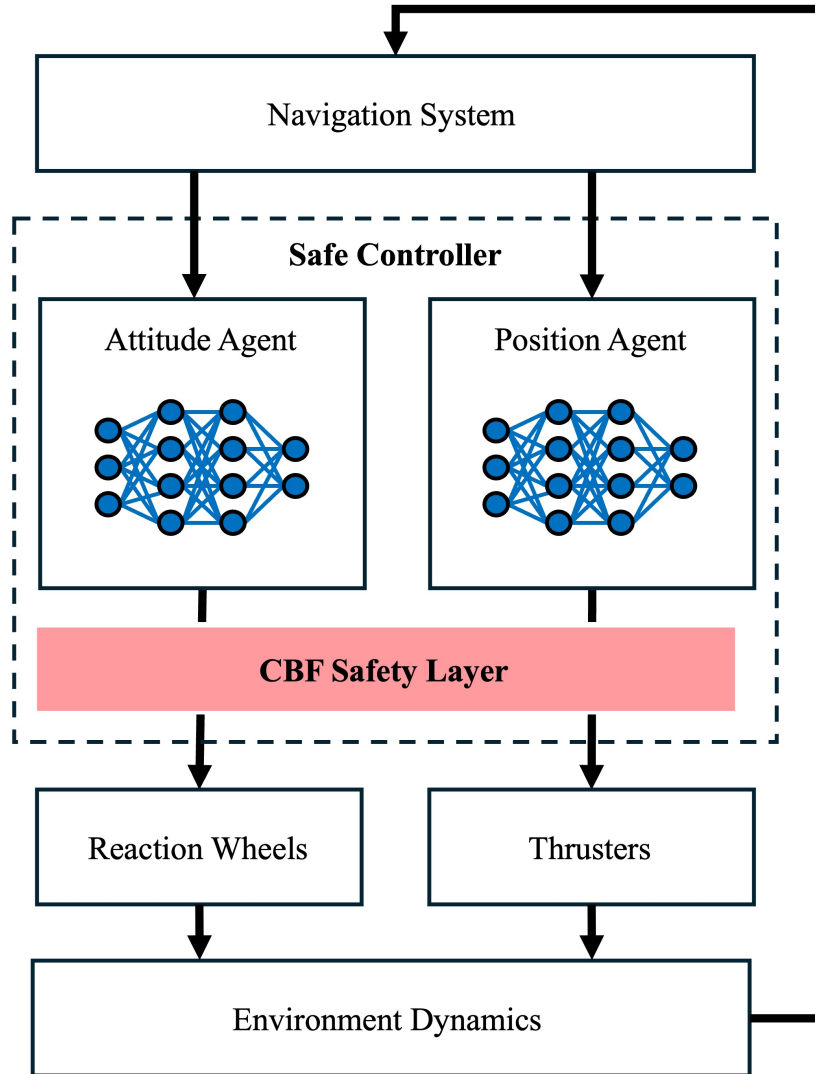 Navigation System
Safe Controller
Attitude Agent
Position Agent
CBF Safety Layer
Reaction Wheels
Thrusters
Environment Dynamics